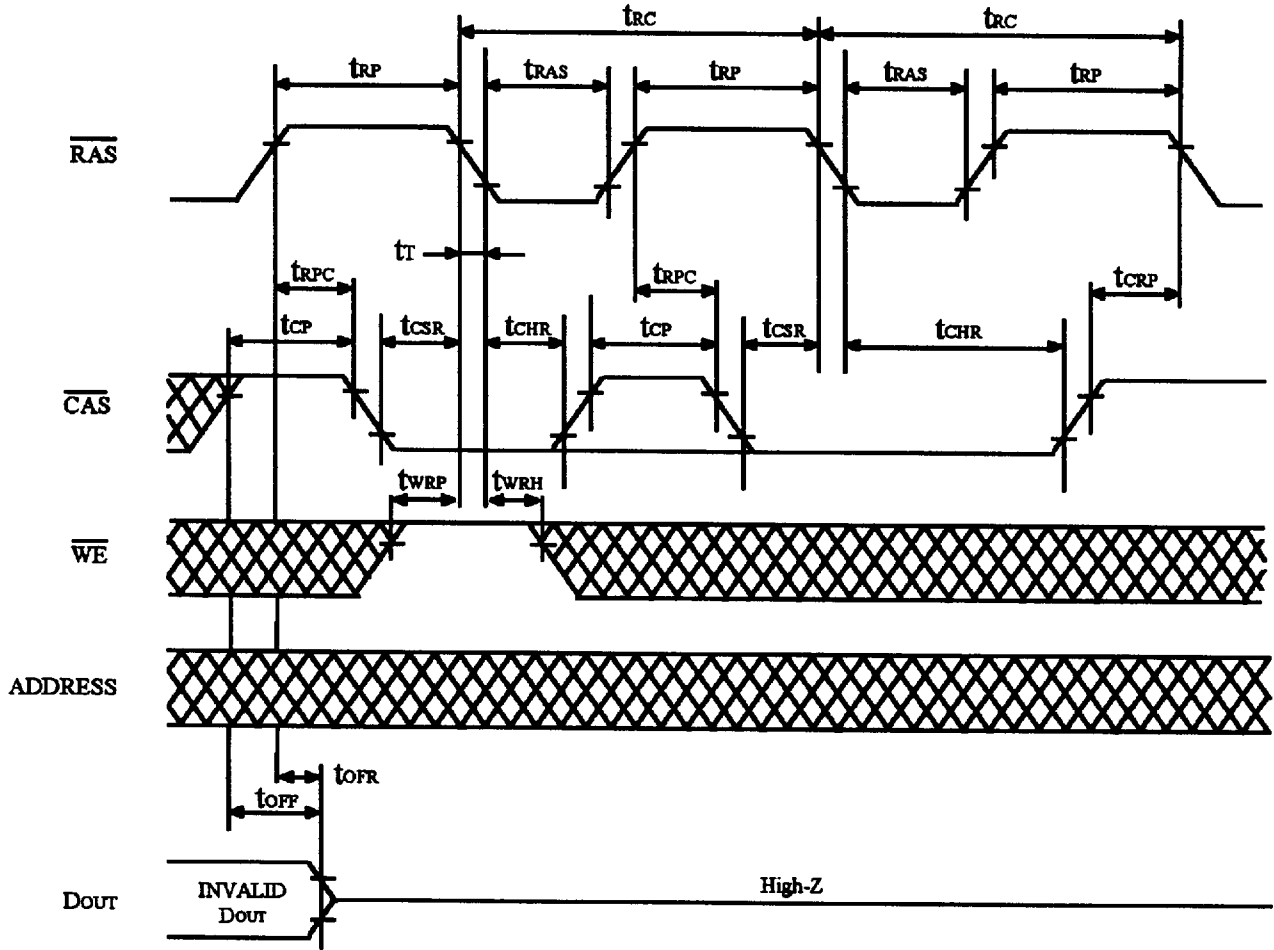 tRC tRC
tRP tRAS tRP tRAS tRP
RAS
tT
tRPC tRPC tCRP
tCP tCSR tCHR tCP tCSR tCHR
CAS
tWRP tWRH
WE
ADDRESS
tOFR
tOFF
DOUT
INVALID
DOUT
High-Z